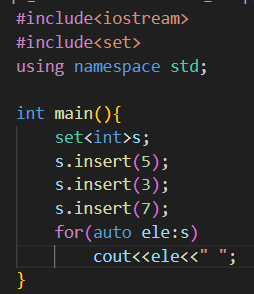 #include<iostream>
#include<set>
using namespace std;
int main(){
set<int>s;
s.insert(5);
s.insert(3);
s.insert(7);
for(auto ele:s)
cout<<ele<<" ";
}